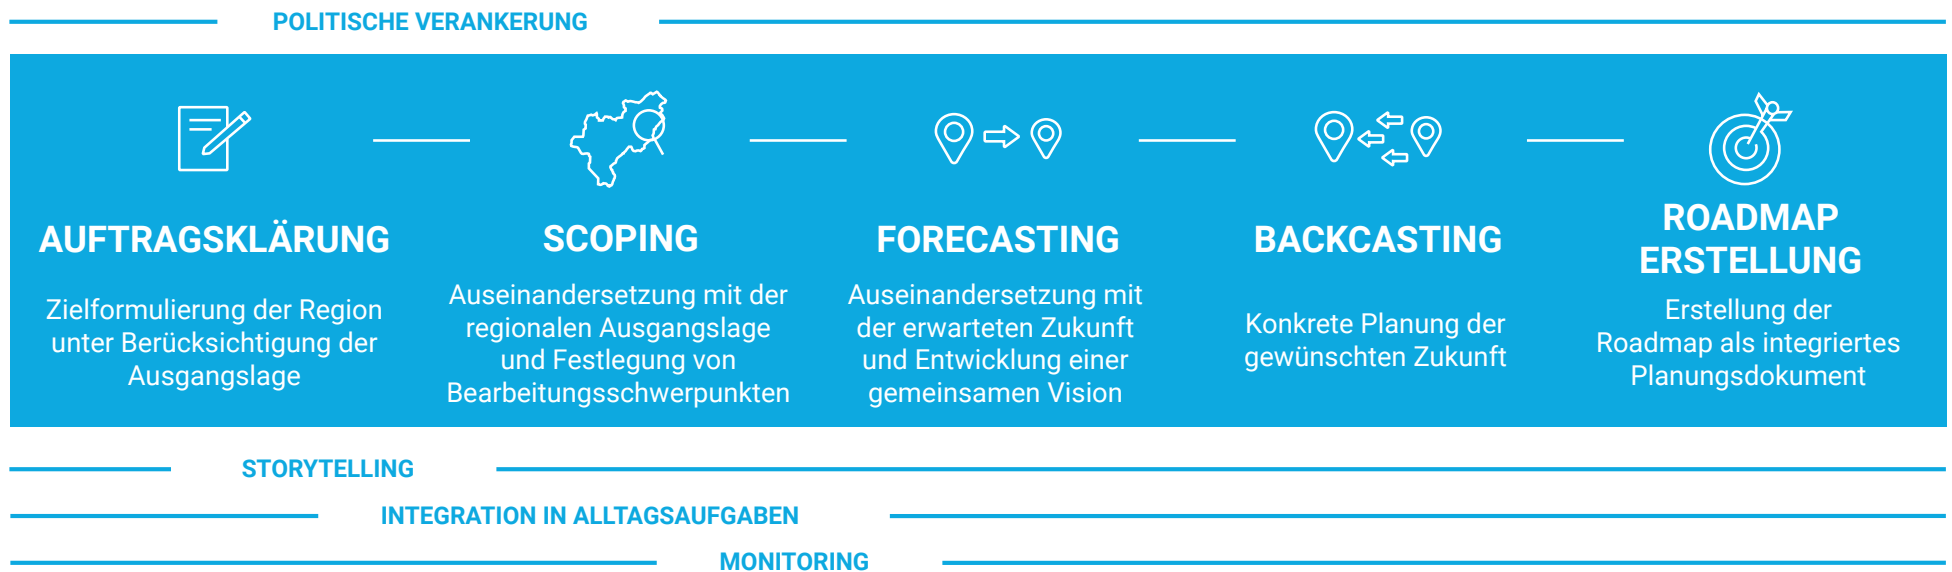 POLITISCHE VERANKERUNG
AUFTRAGSKLÄRUNG
Zielformulierung der Region
unter Berücksichtigung der
Ausgangslage
SCOPING
Auseinandersetzung mit der
regionalen Ausgangslage
und Festlegung von
Bearbeitungsschwerpunkten
FORECASTING
Auseinandersetzung mit
der erwarteten Zukunft
und Entwicklung einer
gemeinsamen Vision
BACKCASTING
Konkrete Planung der
gewünschten Zukunft
ROADMAP
ERSTELLUNG
Erstellung der
Roadmap als integriertes
Planungsdokument
STORYTELLING
INTEGRATION IN ALLTAGSAUFGABEN
MONITORING